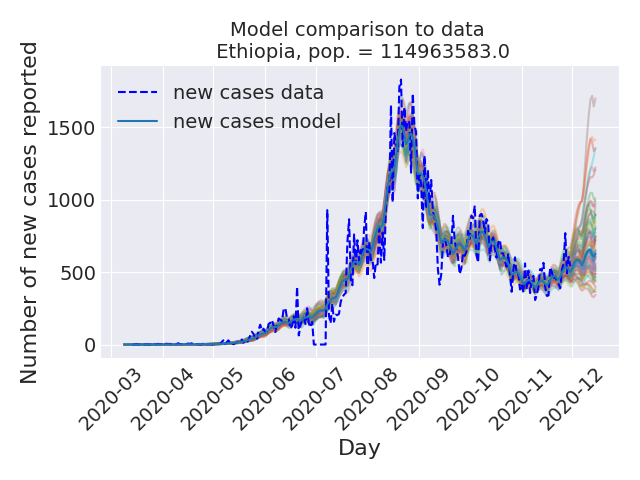 Model comparison to data
Ethiopia, pop. = 114963583.0
Number of new cases reported
new cases data
new cases model
1500
1000
500
0
2020-03
2020-04
2020-05
2020-06
2020-07
2020-08
2020-09
2020-10
2020-11
2020-12
Day